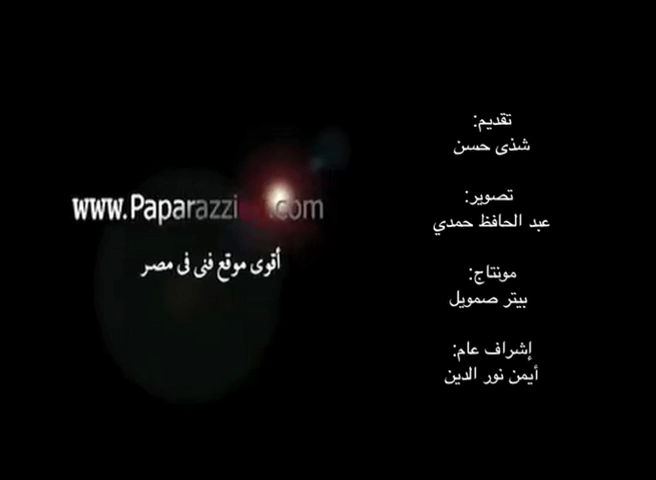 أقوى موقع فنى فى مصر
تقديم:
شذى حسن
تصوير:
عبد الحافظ حمدي
مونتاج:
بيتر صمويل
إشراف عام:
أيمن نور الدين